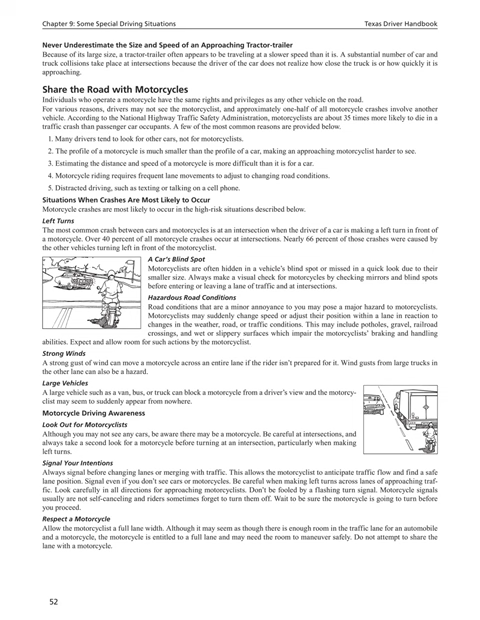 Chapter 9: Some Special Driving Situations
Texas Driver Handbook
Never Underestimate the Size and Speed of an Approaching Tractor-trailer
Because of its large size, a tractor-trailer often appears to be traveling at a slower speed than it is. A substantial number of car and
truck collisions take place at intersections because the driver of the car does not realize how close the truck is or how quickly it is
approaching.
Share the Road with Motorcycles
Individuals who operate a motorcycle have the same rights and privileges as any other vehicle on the road.
For various reasons, drivers may not see the motorcyclist, and approximately one-half of all motorcycle crashes involve another
vehicle. According to the National Highway Traffic Safety Administration, motorcyclists are about 35 times more likely to die in a
traffic crash than passenger car occupants. A few of the most common reasons are provided below.
1. Many drivers tend to look for other cars, not for motorcyclists.
2. The profile of a motorcycle is much smaller than the profile of a car, making an approaching motorcyclist harder to see.
3. Estimating the distance and speed of a motorcycle is more difficult than it is for a car.
4. Motorcycle riding requires frequent lane movements to adjust to changing road conditions.
5. Distracted driving, such as texting or talking on a cell phone.
Situations When Crashes Are Most Likely to Occur
Motorcycle crashes are most likely to occur in the high-risk situations described below.
Left Turns
The most common crash between cars and motorcycles is at an intersection when the driver of a car is making a left turn in front of
a motorcycle. Over 40 percent of all motorcycle crashes occur at intersections. Nearly 66 percent of those crashes were caused by
the other vehicles turning left in front of the motorcyclist.
A Car's Blind Spot
Motorcyclists are often hidden in a vehicle's blind spot or missed in a quick look due to their
smaller size. Always make a visual check for motorcycles by checking mirrors and blind spots
before entering or leaving a lane of traffic and at intersections.
Hazardous Road Conditions
Road conditions that are a minor annoyance to you may pose a major hazard to motorcyclists.
Motorcyclists may suddenly change speed or adjust their position within a lane in reaction to
changes in the weather, road, or traffic conditions. This may include potholes, gravel, railroad
crossings, and wet or slippery surfaces which impair the motorcyclists' braking and handling
abilities. Expect and allow room for such actions by the motorcyclist.
Strong Winds
A strong gust of wind can move a motorcycle across an entire lane if the rider isn't prepared for it. Wind gusts from large trucks in
the other lane can also be a hazard.
Large Vehicles
A large vehicle such as a van, bus, or truck can block a motorcycle from a driver's view and the motorcy-
clist may seem to suddenly appear from nowhere.
Motorcycle Driving Awareness
Look Out for Motorcyclists
Although you may not see any cars, be aware there may be a motorcycle. Be careful at intersections, and
always take a second look for a motorcycle before turning at an intersection, particularly when making
left turns.
Signal Your Intentions
Always signal before changing lanes or merging with traffic. This allows the motorcyclist to anticipate traffic flow and find a safe
lane position. Signal even if you don't see cars or motorcycles. Be careful when making left turns across lanes of approaching traf-
fic. Look carefully in all directions for approaching motorcyclists. Don't be fooled by a flashing turn signal. Motorcycle signals
usually are not self-canceling and riders sometimes forget to turn them off. Wait to be sure the motorcycle is going to turn before
you proceed.
Respect a Motorcycle
Allow the motorcyclist a full lane width. Although it may seem as though there is enough room in the traffic lane for an automobile
and a motorcycle, the motorcycle is entitled to a full lane and may need the room to maneuver safely. Do not attempt to share the
lane with a motorcycle.
52